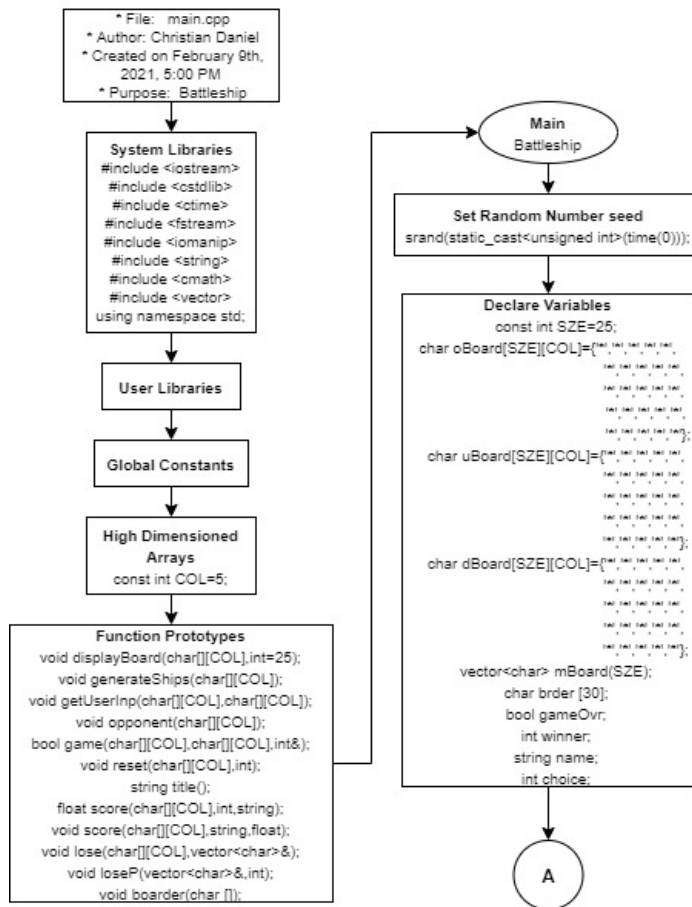 * File: main.cpp
* Author: Christian Daniel
* Created on February 9th,
2021, 5:00 PM
* Purpose: Battleship
System Libraries
#include <iostream>
#include <cstdlib>
#include <ctime>
#include <fstream>
#include <iomanip>
#include <string>
#include <cmath>
#include <vector>
using namespace std;
User Libraries
Global Constants
High Dimensioned
Arrays
const int COL=5;
Function Prototypes
void displayBoard(char[][COL],int=25);
void generateShips(char[][COL]);
void getUserInp(char[][COL],char[][COL]);
void opponent(char[][COL]);
bool game(char[][COL],char[][COL],int&);
void reset(char[][COL],int);
string title();
float score(char[][COL],int,string);
void score(char[][COL],string,float);
void lose(char[][COL],vector<char>&);
void loseP(vector<char>&,int);
void boarder(char []);
Main
Battleship
Set Random Number seed
srand(static_cast<unsigned int>(time(0)));
Declare Variables
const int SZE=25;
char oBoard[SZE][COL]={
};
char uBoard[SZE][COL]={
};
char dBoard[SZE][COL]={
};
vector<char> mBoard(SZE);
char brder [30];
bool gameOvr;
int winner;
string name;
int choice;
A